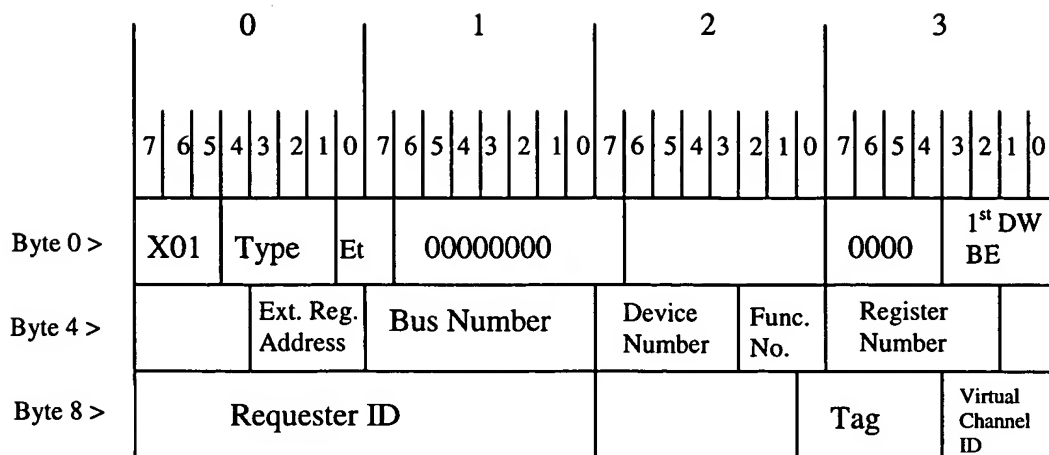 0 1 2 3
7 6 5 4 3 2 1 0 7 6 5 4 3 2 1 0 7 6 5 4 3 2 1 0 7 6 5 4 3 2 1 0
Byte 0 > X01 Type Et 00000000 0000 1st DW
BE
Byte 4 > Ext. Reg. Bus Number Device Func. Register
Address Number No. Number
Byte 8 > Requester ID Tag Virtual
Channel
ID